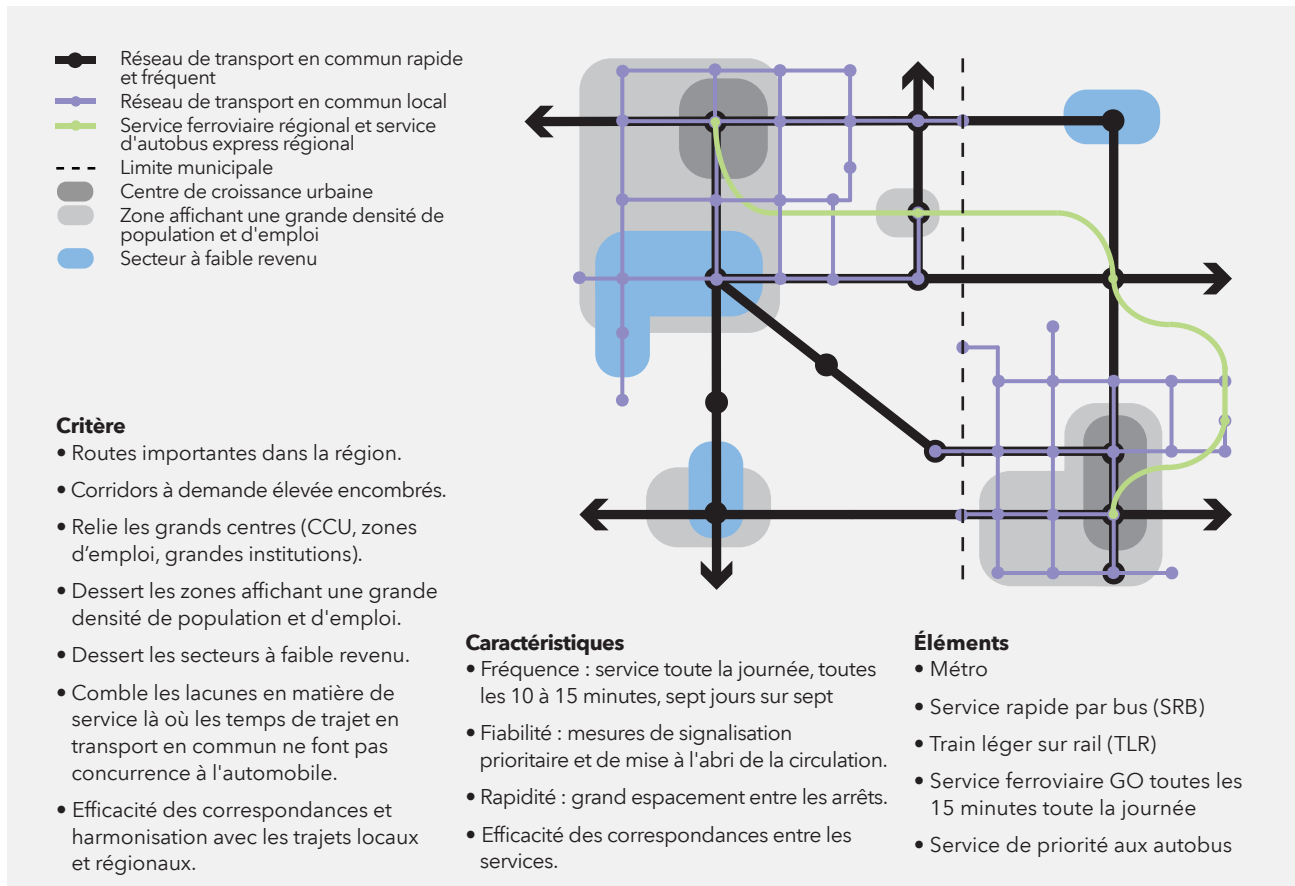 Réseau de transport en commun rapide
et fréquent
Réseau de transport en commun local
Service ferroviaire régional et service
d'autobus express régional
Limite municipale
Centre de croissance urbaine
Zone affichant une grande densité de
population et d'emploi
Secteur à faible revenu
Critère
• Routes importantes dans la région.
• Corridors à demande élevée encombrés.
• Relie les grands centres (CCU, zones
d’emploi, grandes institutions).
• Dessert les zones affichant une grande
densité de population et d'emploi.
• Dessert les secteurs à faible revenu.
• Comble les lacunes en matière de
service là où les temps de trajet en
transport en commun ne font pas
concurrence à l'automobile.
• Efficacité des correspondances et
harmonisation avec les trajets locaux
et régionaux.
Caractéristiques
• Fréquence : service toute la journée, toutes
les 10 à 15 minutes, sept jours sur sept
• Fiabilité : mesures de signalisation
prioritaire et de mise à l'abri de la circulation.
• Rapidité : grand espacement entre les arrêts.
• Efficacité des correspondances entre les
services.
Éléments
• Métro
• Service rapide par bus (SRB)
• Train léger sur rail (TLR)
• Service ferroviaire GO toutes les
15 minutes toute la journée
• Service de priorité aux autobus